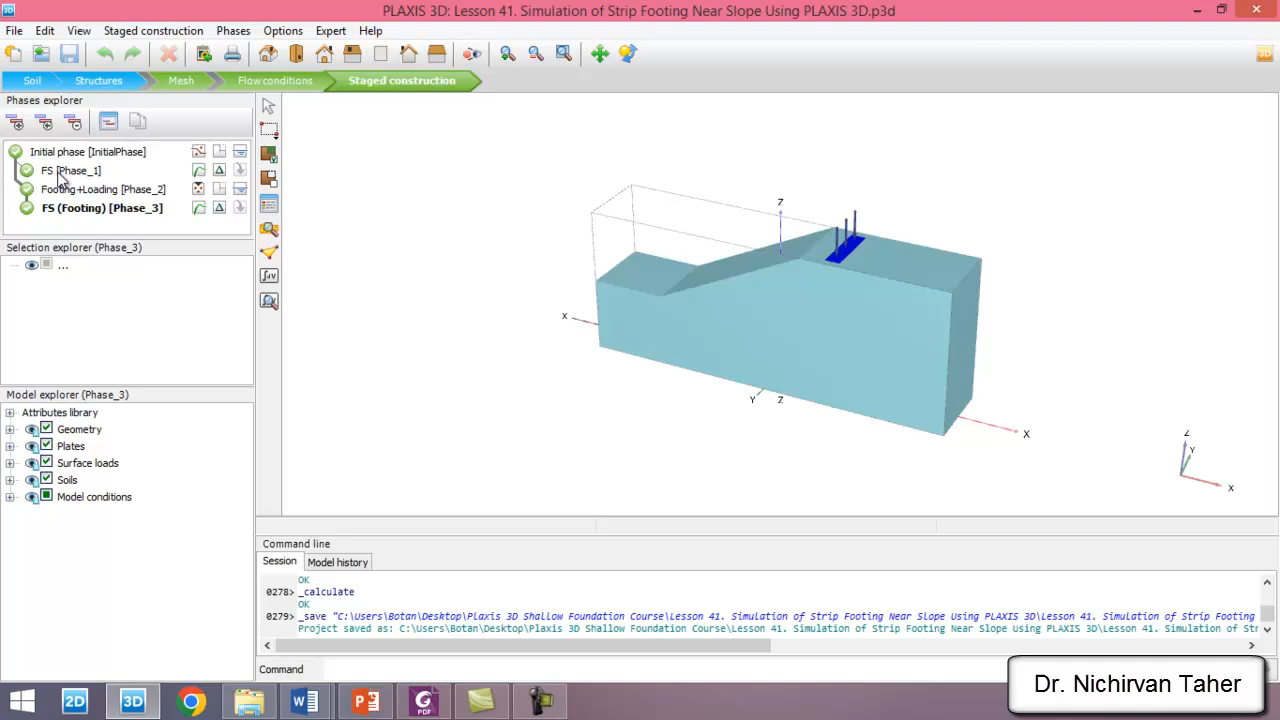 PLAXIS 3D: Lesson 41. Simulation of Strip Footing Near Slope Using PLAXIS 3D.p3d
File Edit View Staged construction Phases Options Expert Help
Soil Structures Mesh Flow conditions Staged construction
Phases explorer
Initial phase [InitialPhase]
FS [Phase_1]
Footing+Loading [Phase_2]
FS (Footing) [Phase_3]
Selection explorer (Phase_3)
...
Model explorer (Phase_3)
Attributes library
Geometry
Plates
Surface loads
Soils
Model conditions
Z
X
Y
Z
X
Z
Y
X
Command line
Session Model history
OK
0278> _calculate
OK
0279> _save "C:\Users\Botan\Desktop\Plaxis 3D Shallow Foundation Course\Lesson 41. Simulation of Strip Footing Near Slope Using PLAXIS 3D\Lesson 41. Simulation of Strip Footing
Project saved as: C:\Users\Botan\Desktop\Plaxis 3D Shallow Foundation Course\Lesson 41. Simulation of Strip Footing Near Slope Using PLAXIS 3D\Lesson 41. Simulation of Str
Command
2D 3D PDF
Dr. Nichirvan Taher